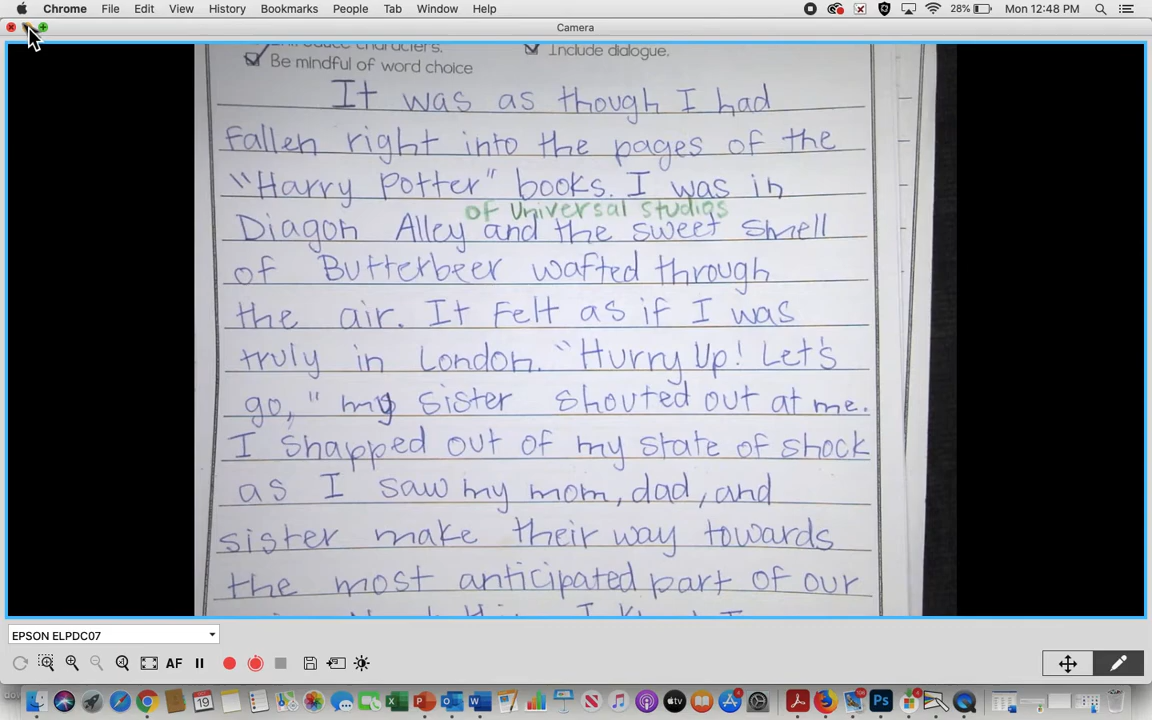 Chrome File Edit View History Bookmarks People Tab Window Help 28% Mon 12:48 PM
Camera
characters.
Include dialogue.
Be mindful of word choice
It was as though I had
fallen right into the pages of the
"Harry Potter" books. I was in
of Universal Studios
Diagon Alley and the sweet smell
of Butterbeer wafted through
the air. It felt as if I was
truly in London. "Hurry Up! Let's
go," my sister shouted out at me.
I snapped out of my state of shock
as I saw my mom, dad, and
sister make their way towards
the most anticipated part of our
EPSON ELPDC07
AF